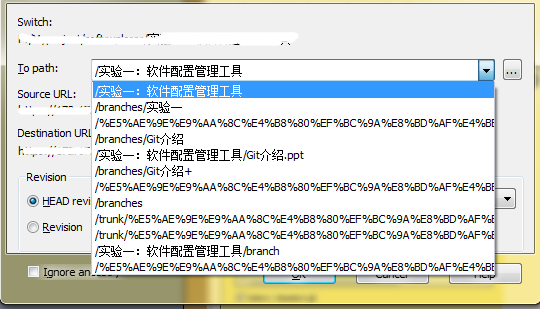 Switch:
To path:
/实验一：软件配置管理工具
...
/实验一：软件配置管理工具
/branches/实验一
/%E5%AE%9E%E9%AA%8C%E4%B8%80%EF%BC%9A%E8%BD%AF%E4%BB
/branches/Git介绍
/实验一：软件配置管理工具/Git介绍.ppt
/branches/Git介绍+
/%E5%AE%9E%E9%AA%8C%E4%B8%80%EF%BC%9A%E8%BD%AF%E4%BB
/branches
/trunk/%E5%AE%9E%E9%AA%8C%E4%B8%80%EF%BC%9A%E8%BD%AF
/trunk/%E5%AE%9E%E9%AA%8C%E4%B8%80%EF%BC%9A%E8%BD%AF
/实验一：软件配置管理工具/branch
/%E5%AE%9E%E9%AA%8C%E4%B8%80%EF%BC%9A%E8%BD%AF%E4%BB
Source URL:
Destination URL
Revision
HEAD revi
Revision
Ignore an
Cancel
Help